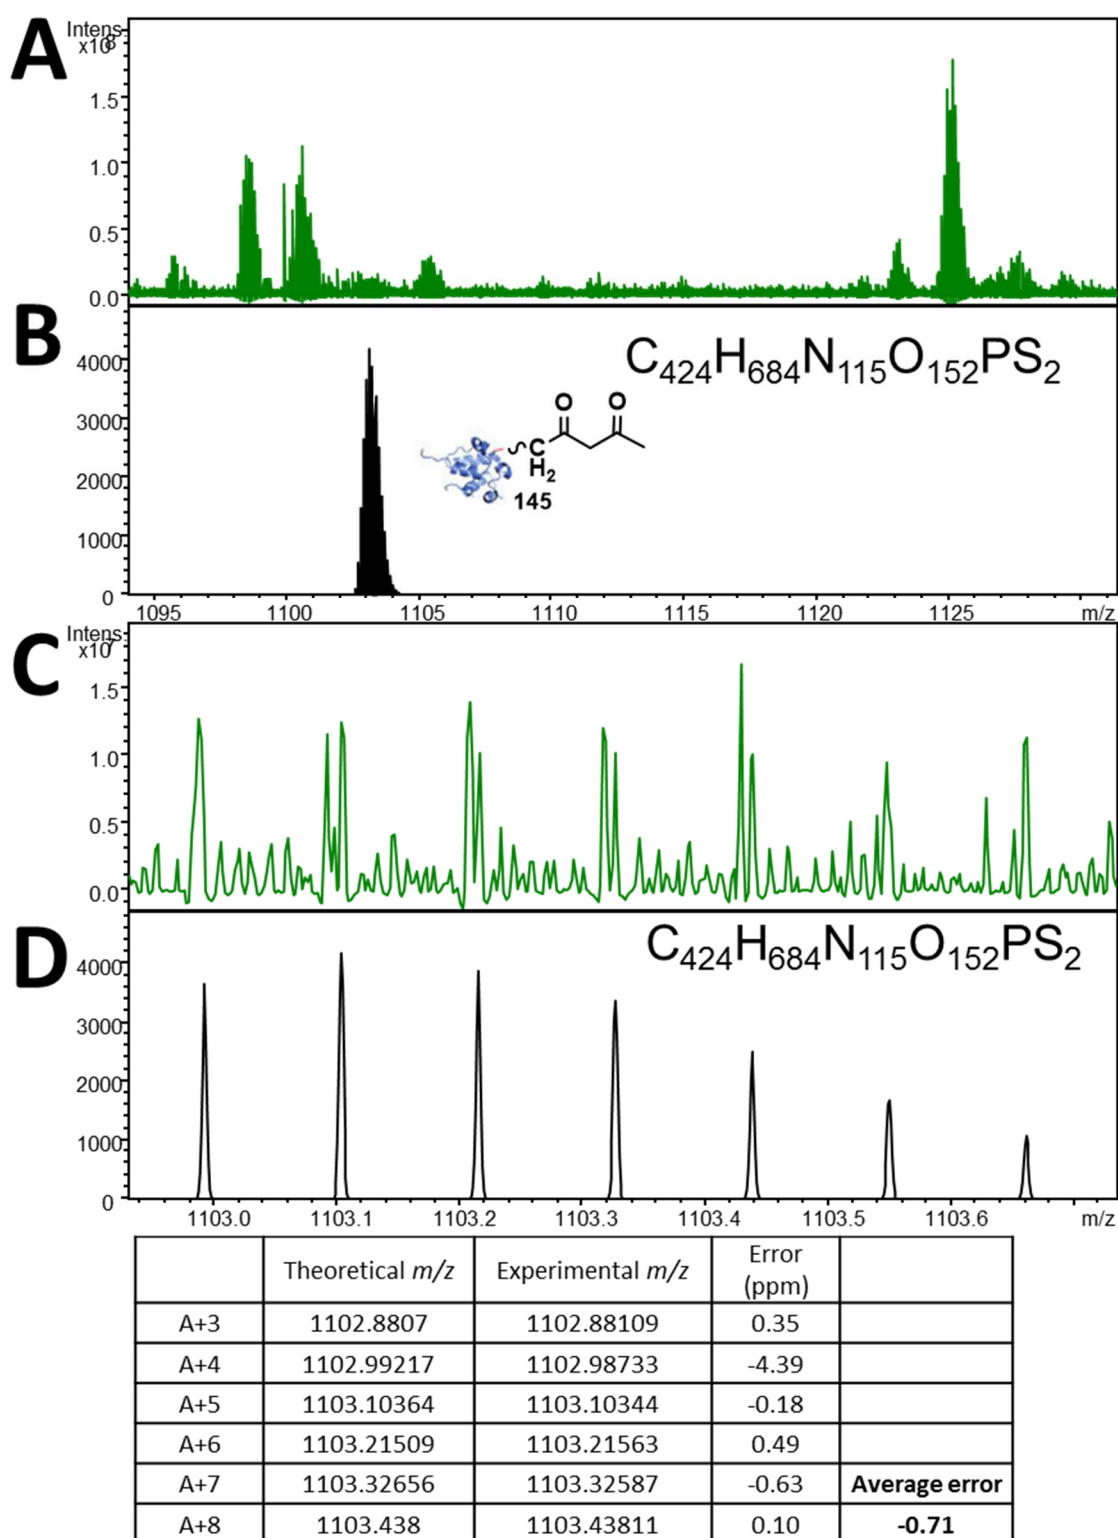 A
Intens
x10⁸
1.5
1.0
0.5
0.0
B
C₄₂₄H₆₈₄N₁₁₅O₁₅₂PS₂
4000
3000
2000
1000
0
O O
C
H₂
145
1095 1100 1105 1110 1115 1120 1125 m/z
C
Intens
x10⁷
1.5
1.0
0.5
0.0
D
C₄₂₄H₆₈₄N₁₁₅O₁₅₂PS₂
4000
3000
2000
1000
0
1103.0 1103.1 1103.2 1103.3 1103.4 1103.5 1103.6 m/z
Theoretical m/z Experimental m/z Error
(ppm)
A+3 1102.8807 1102.88109 0.35
A+4 1102.99217 1102.98733 -4.39
A+5 1103.10364 1103.10344 -0.18
A+6 1103.21509 1103.21563 0.49
A+7 1103.32656 1103.32587 -0.63 Average error
A+8 1103.438 1103.43811 0.10 -0.71